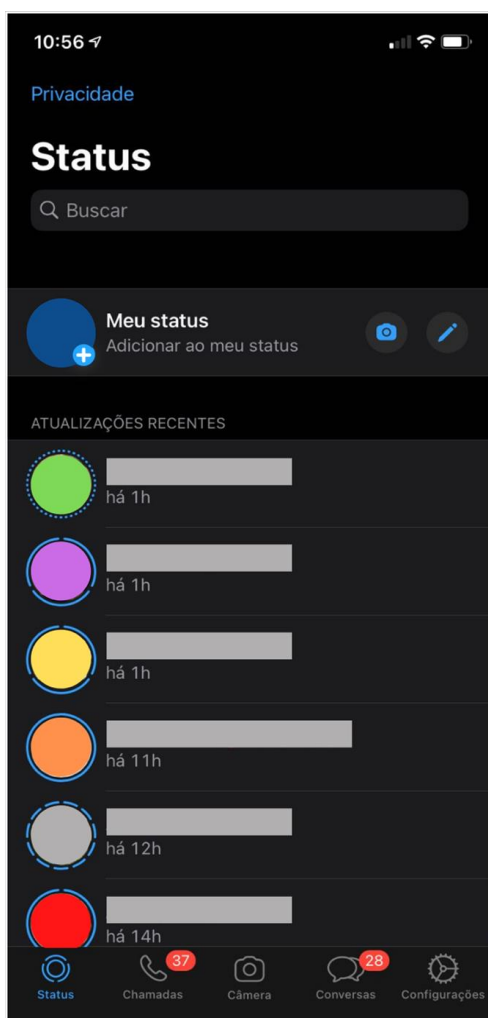 10:56
Privacidade
Status
Buscar
Meu status
Adicionar ao meu status
ATUALIZAÇÕES RECENTES
há 1h
há 1h
há 1h
há 11h
há 12h
há 14h
37
28
Status
Chamadas
Câmera
Conversas
Configurações